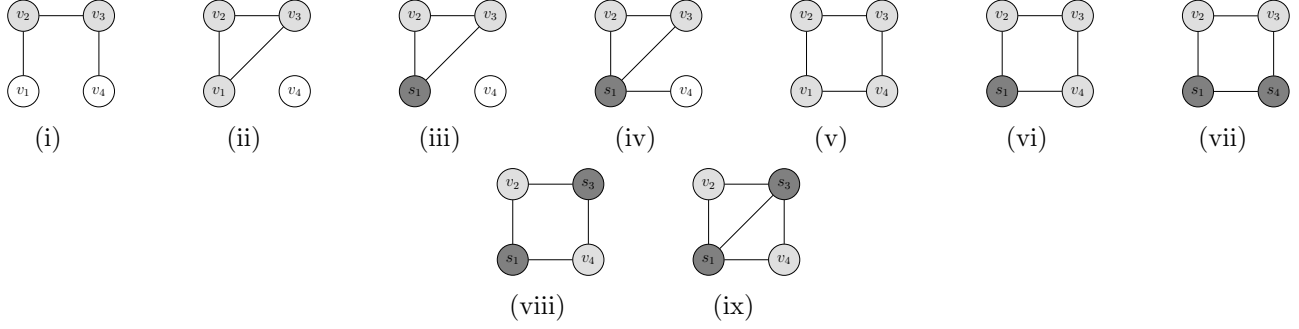 v₂ v₃ v₂ v₃ v₂ v₃ v₂ v₃ v₂ v₃ v₂ v₃ v₂ v₃
v₁ v₄ v₁ v₄ s₁ v₄ s₁ v₄ v₁ v₄ s₁ v₄ s₁ s₄
(i) (ii) (iii) (iv) (v) (vi) (vii)
v₂ s₃ v₂ s₃
s₁ v₄ s₁ v₄
(viii) (ix)